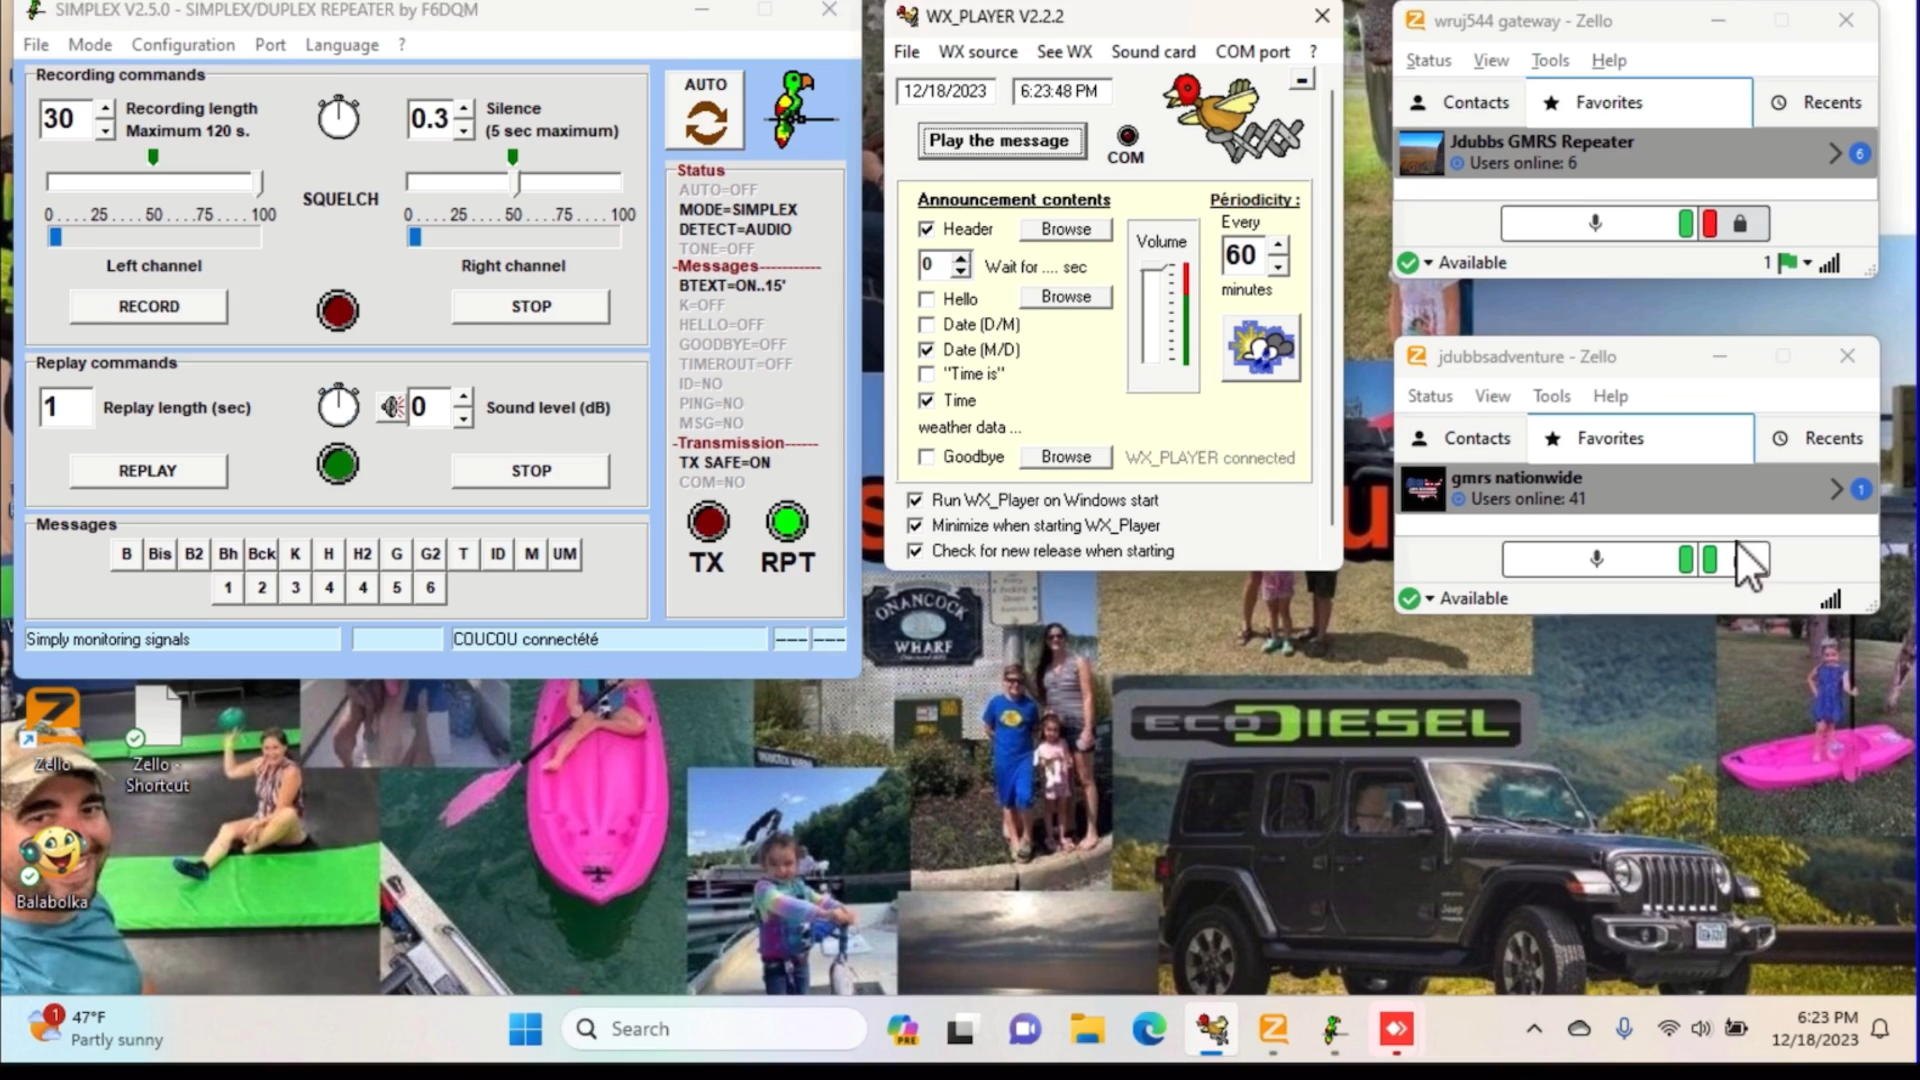 SIMPLEX V2.5.0 - SIMPLEX/DUPLEX REPEATER by F6DQM
File Mode Configuration Port Language ?
Recording commands
30
Recording length
Maximum 120 s.
0.3
Silence
(5 sec maximum)
SQUELCH
0....25.....50....75....100
0....25.....50....75....100
Left channel
Right channel
RECORD
STOP
Replay commands
1
Replay length (sec)
0
Sound level (dB)
REPLAY
STOP
Messages
B Bis B2 Bh Bck K H H2 G G2 T ID M UM
1 2 3 4 4 5 6
Simply monitoring signals
COUCOU connectété
---- ----
AUTO
Status
AUTO=OFF
MODE=SIMPLEX
DETECT=AUDIO
TONE=OFF
-Messages-----------
BTEXT=ON..15'
K=OFF
HELLO=OFF
GOODBYE=OFF
TIMEROUT=OFF
ID=NO
PING=NO
MSG=NO
-Transmission------
TX SAFE=ON
COM=NO
TX RPT
WX_PLAYER V2.2.2
File WX source See WX Sound card COM port ?
12/18/2023
6:23:48 PM
Play the message
COM
Announcement contents
Header
Browse
0
Wait for .... sec
Hello
Browse
Date (D/M)
Date (M/D)
"Time is"
Time
weather data ...
Goodbye
Browse
WX_PLAYER connected
Volume
Périodicity :
Every
60
minutes
Run WX_Player on Windows start
Minimize when starting WX_Player
Check for new release when starting
wruj544 gateway - Zello
Status View Tools Help
Contacts
Favorites
Recents
Jdubbs GMRS Repeater
Users online: 6
6
Available
1
jdubbsadventure - Zello
Status View Tools Help
Contacts
Favorites
Recents
gmrs nationwide
Users online: 41
1
Available
ONANCOCK
WHARF
ECODIESEL
Jeep
Zello
Zello -
Shortcut
Balabolka
1
47°F
Partly sunny
Search
PRE
6:23 PM
12/18/2023